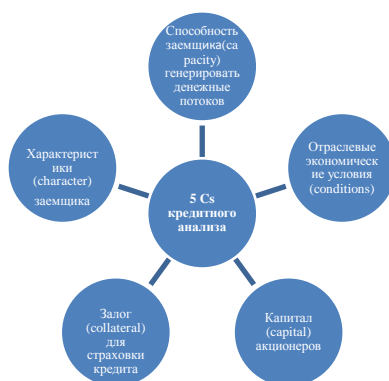 Способность
заемщика(ca
pacity)
генерировать
денежные
потоков
Характерист
ики
(character)
заемщика
5 Cs
кредитного
анализа
Отраслевые
экономическ
ие условия
(conditions)
Залог
(collateral)
для
страховки
кредита
Капитал
(capital)
акционеров